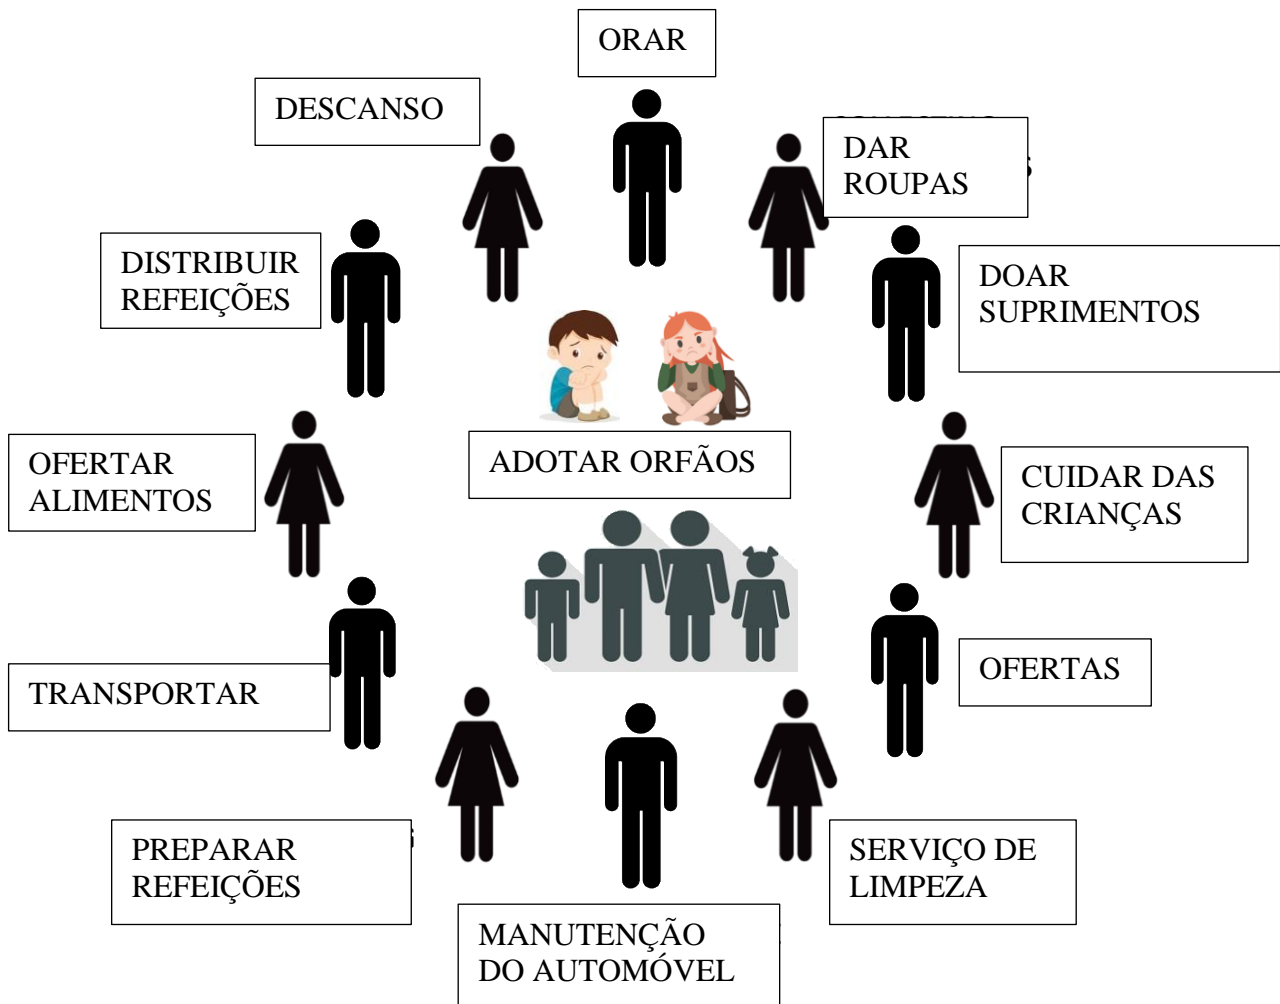 ORAR
DESCANSO
DAR
ROUPAS
DISTRIBUIR
REFEIÇÕES
DOAR
SUPRIMENTOS
OFERTAR
ALIMENTOS
ADOTAR ORFÃOS
CUIDAR DAS
CRIANÇAS
TRANSPORTAR
OFERTAS
PREPARAR
REFEIÇÕES
SERVIÇO DE
LIMPEZA
MANUTENÇÃO
DO AUTOMÓVEL